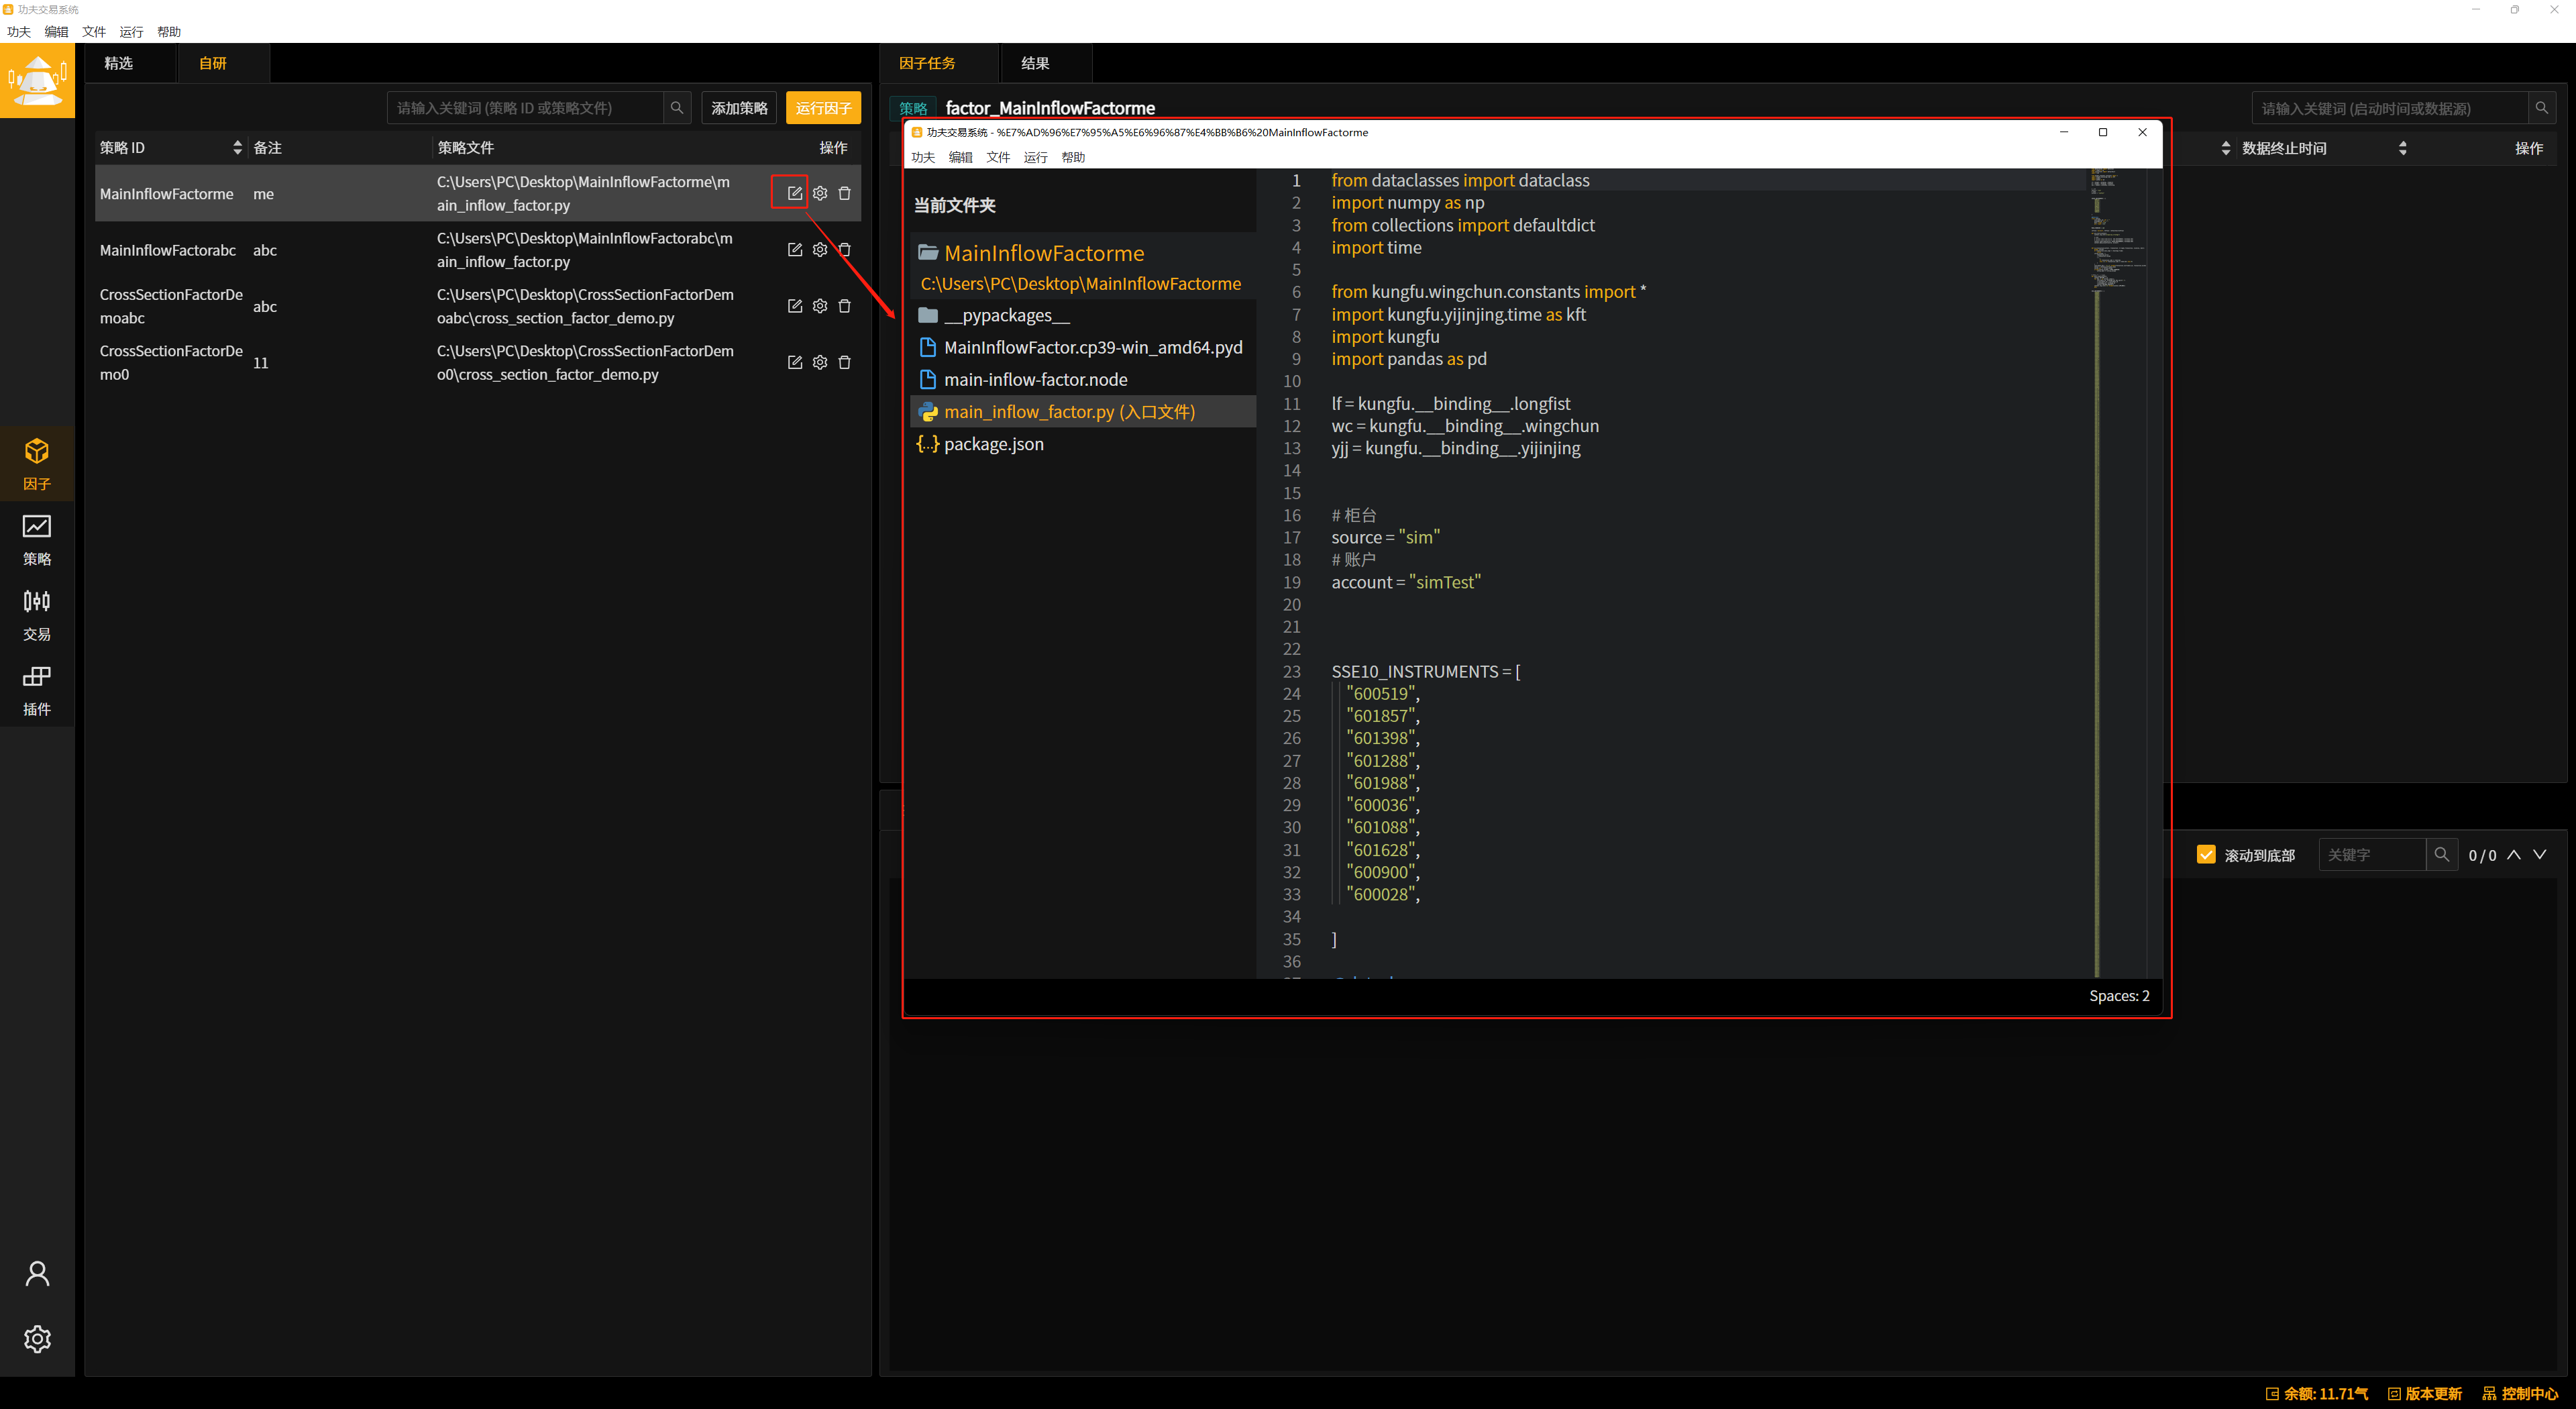 功夫交易系统
功夫 编辑 文件 运行 帮助
精选 自研
请输入关键词 (策略 ID 或策略文件) 添加策略 运行因子
策略 ID 备注 策略文件 操作
MainInflowFactorme me C:\Users\PC\Desktop\MainInflowFactorme\m
ain_inflow_factor.py
MainInflowFactorabc abc C:\Users\PC\Desktop\MainInflowFactorabc\m
ain_inflow_factor.py
CrossSectionFactorDe
moabc abc C:\Users\PC\Desktop\CrossSectionFactorDem
oabc\cross_section_factor_demo.py
CrossSectionFactorDe
mo0 11 C:\Users\PC\Desktop\CrossSectionFactorDem
o0\cross_section_factor_demo.py
因子
策略
交易
插件
因子任务 结果
策略 factor_MainInflowFactorme
请输入关键词 (启动时间或数据源)
数据终止时间 操作
功夫交易系统 - %E7%AD%96%E7%95%A5%E6%96%87%E4%BB%B6%20MainInflowFactorme
功夫 编辑 文件 运行 帮助
当前文件夹
MainInflowFactorme
C:\Users\PC\Desktop\MainInflowFactorme
__pypackages__
MainInflowFactor.cp39-win_amd64.pyd
main-inflow-factor.node
main_inflow_factor.py (入口文件)
{..} package.json
1 from dataclasses import dataclass
2 import numpy as np
3 from collections import defaultdict
4 import time
5
6 from kungfu.wingchun.constants import *
7 import kungfu.yijinjing.time as kft
8 import kungfu
9 import pandas as pd
10
11 lf = kungfu.__binding__.longfist
12 wc = kungfu.__binding__.wingchun
13 yjj = kungfu.__binding__.yijinjing
14
15
16 # 柜台
17 source = "sim"
18 # 账户
19 account = "simTest"
20
21
22
23 SSE10_INSTRUMENTS = [
24 "600519",
25 "601857",
26 "601398",
27 "601288",
28 "601988",
29 "600036",
30 "601088",
31 "601628",
32 "600900",
33 "600028",
34
35 ]
36
Spaces: 2
滚动到底部 关键字 0 / 0
余额: 11.71气 版本更新 控制中心